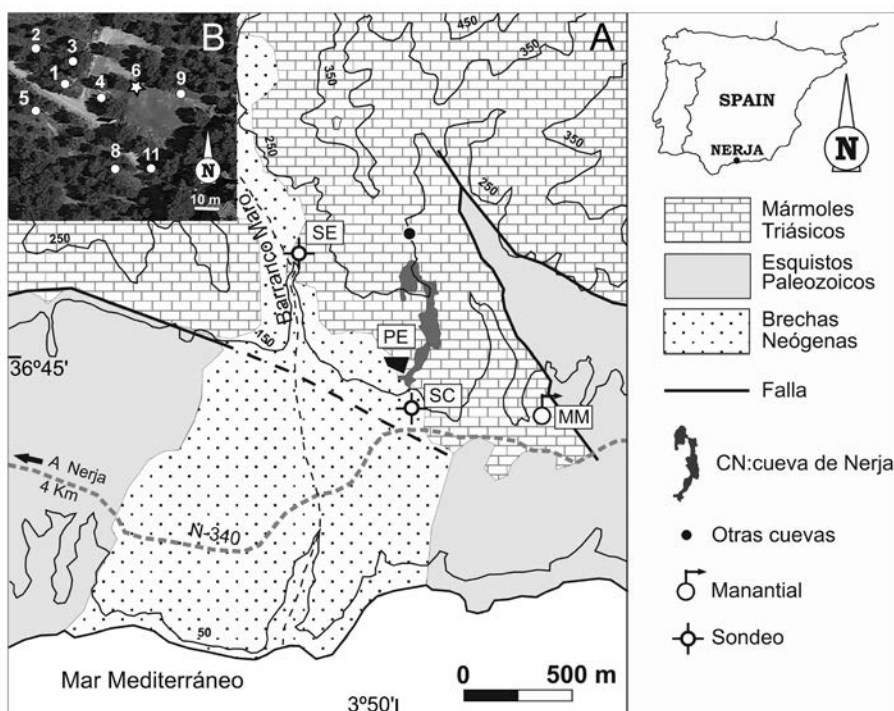 B
2
3
1
6
9
4
5
8
11
N
10 m
A
450
350
350
350
250
250
250
SE
Barranco Maro
150
PE
36º45'
SC
MM
A Nerja
4 Km
N-340
50
Mar Mediterráneo
3º50'
0
500 m
SPAIN
NERJA
N
Mármoles
Triásicos
Esquistos
Paleozoicos
Brechas
Neógenas
Falla
CN:cueva de Nerja
Otras cuevas
Manantial
Sondeo